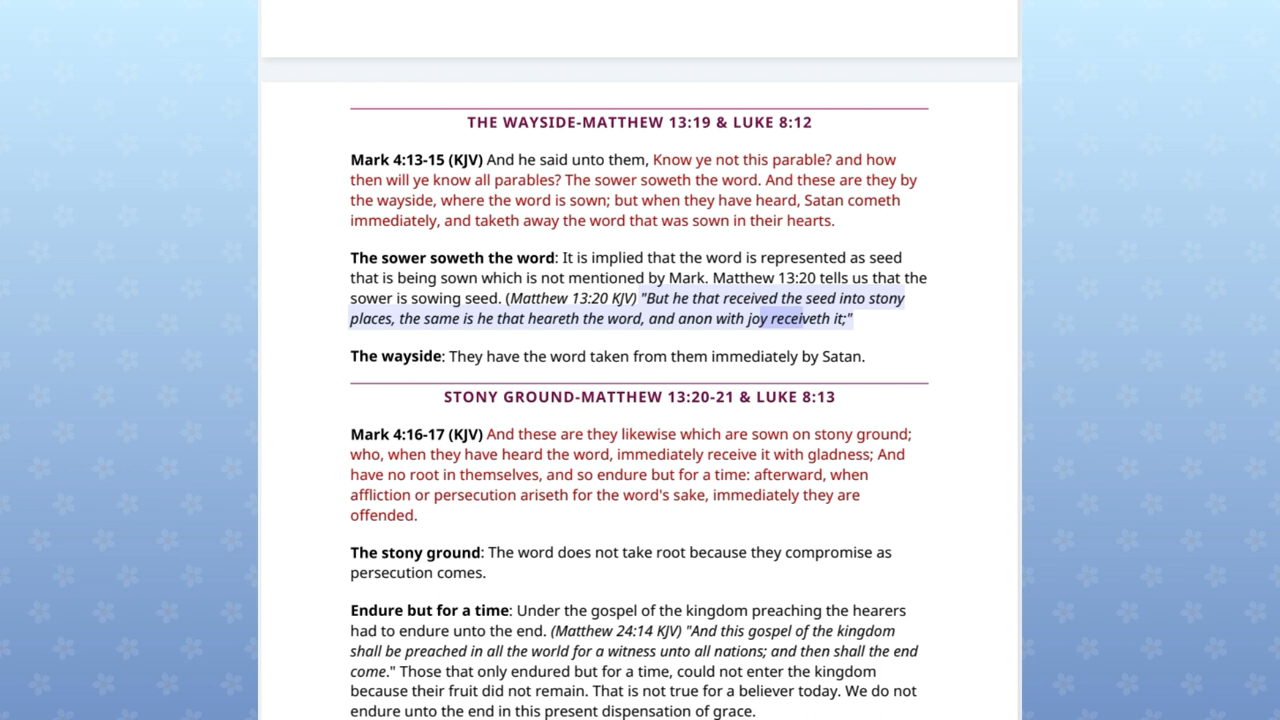 THE WAYSIDE-MATTHEW 13:19 & LUKE 8:12
Mark 4:13-15 (KJV) And he said unto them, Know ye not this parable? and how
then will ye know all parables? The sower soweth the word. And these are they by
the wayside, where the word is sown; but when they have heard, Satan cometh
immediately, and taketh away the word that was sown in their hearts.
The sower soweth the word: It is implied that the word is represented as seed
that is being sown which is not mentioned by Mark. Matthew 13:20 tells us that the
sower is sowing seed. (Matthew 13:20 KJV) "But he that received the seed into stony
places, the same is he that heareth the word, and anon with joy receiveth it;"
The wayside: They have the word taken from them immediately by Satan.
STONY GROUND-MATTHEW 13:20-21 & LUKE 8:13
Mark 4:16-17 (KJV) And these are they likewise which are sown on stony ground;
who, when they have heard the word, immediately receive it with gladness; And
have no root in themselves, and so endure but for a time: afterward, when
affliction or persecution ariseth for the word's sake, immediately they are
offended.
The stony ground: The word does not take root because they compromise as
persecution comes.
Endure but for a time: Under the gospel of the kingdom preaching the hearers
had to endure unto the end. (Matthew 24:14 KJV) "And this gospel of the kingdom
shall be preached in all the world for a witness unto all nations; and then shall the end
come." Those that only endured but for a time, could not enter the kingdom
because their fruit did not remain. That is not true for a believer today. We do not
endure unto the end in this present dispensation of grace.